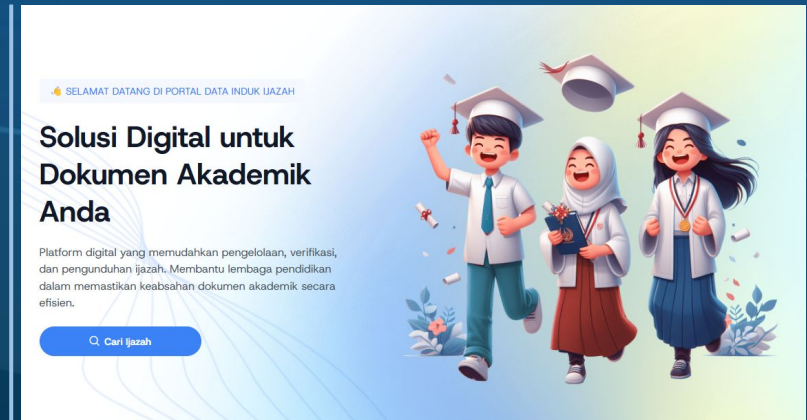 👋 SELAMAT DATANG DI PORTAL DATA INDUK IJAZAH
Solusi Digital untuk
Dokumen Akademik
Anda
Platform digital yang memudahkan pengelolaan, verifikasi,
dan pengunduhan ijazah. Membantu lembaga pendidikan
dalam memastikan keabsahan dokumen akademik secara
efisien.
Cari Ijazah